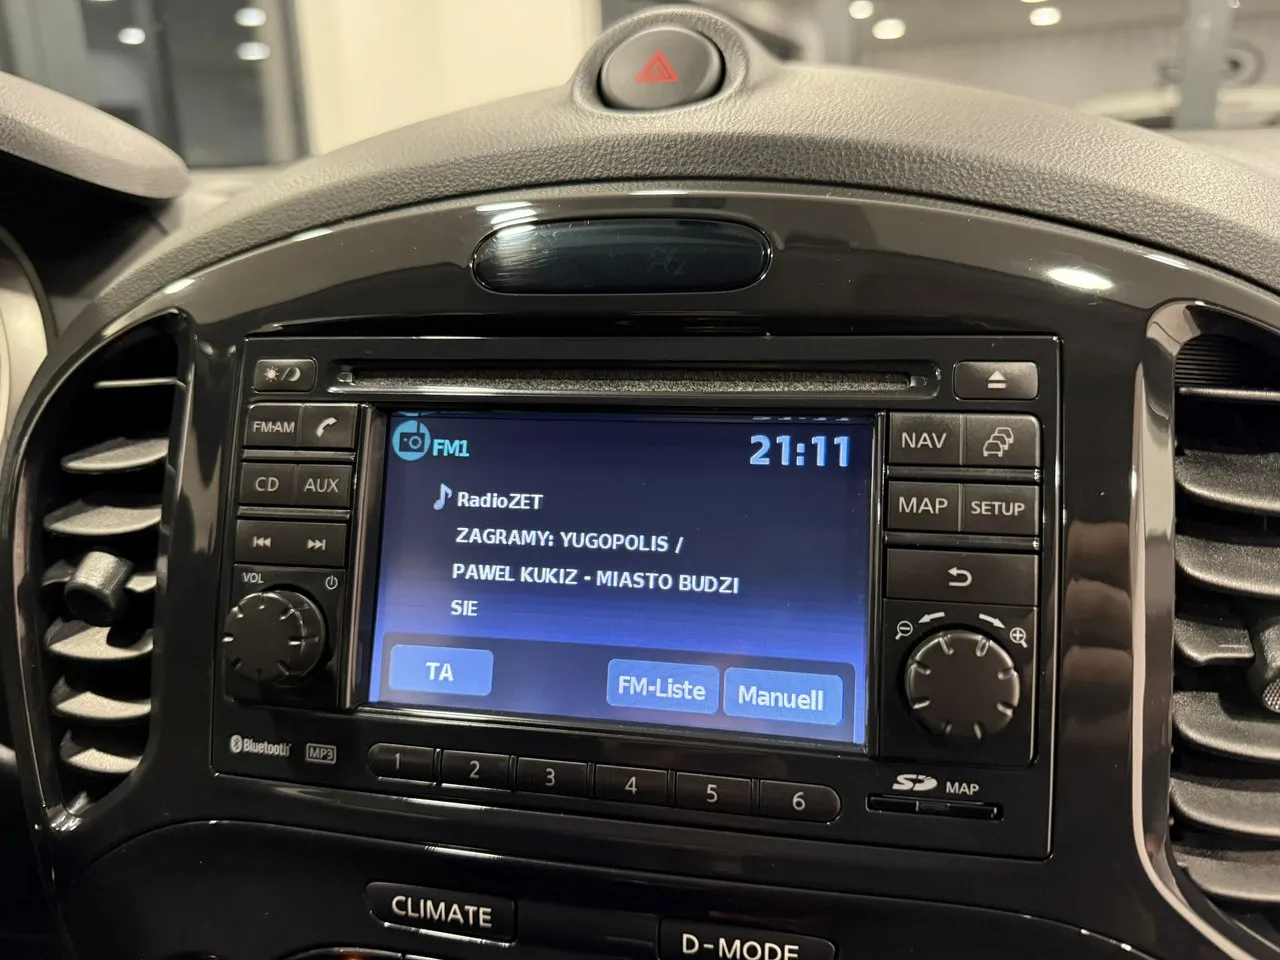 FM·AM
CD AUX
VOL
FM1
21:11
RadioZET
ZAGRAMY: YUGOPOLIS /
PAWEL KUKIZ - MIASTO BUDZI
SIE
TA
FM-Liste
Manuell
NAV
MAP SETUP
Bluetooth MP3
1 2 3 4 5 6
SD MAP
CLIMATE
D-MODE